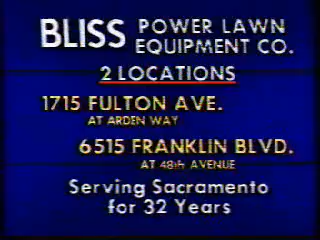 BLISS POWER LAWN
EQUIPMENT CO.
2 LOCATIONS
1715 FULTON AVE.
AT ARDEN WAY
6515 FRANKLIN BLVD.
AT 48th AVENUE
Serving Sacramento
for 32 Years